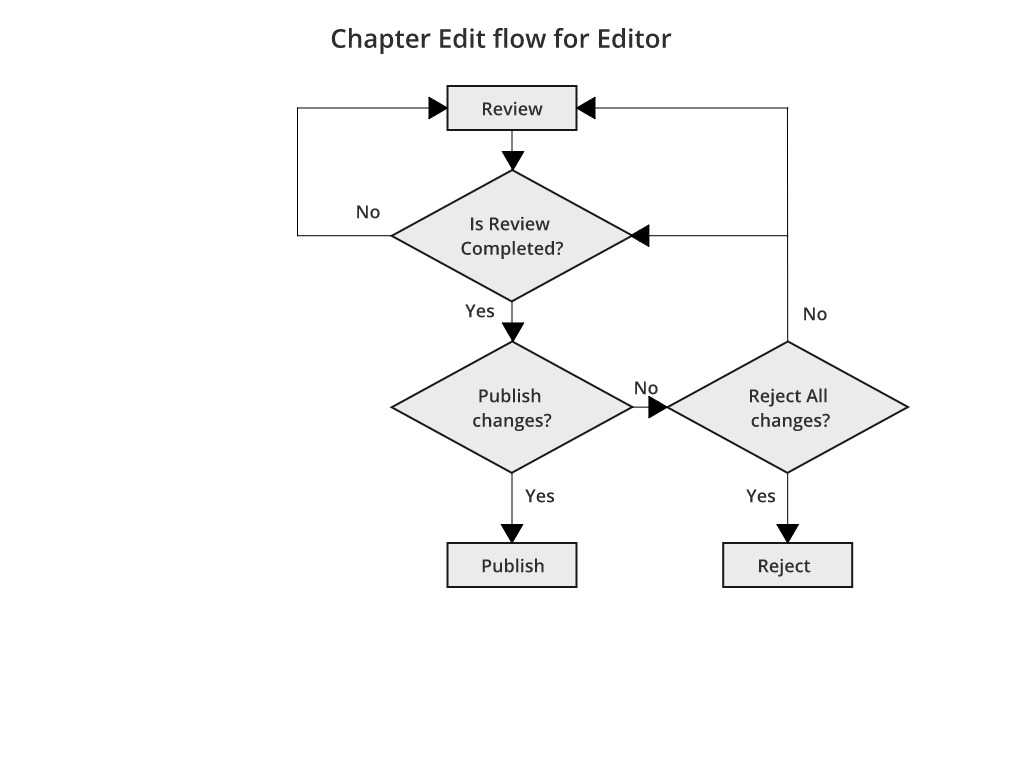 Chapter Edit flow for Editor
Review
No
Is Review
Completed?
Yes
No
Publish
changes?
No
Reject All
changes?
Yes
Yes
Publish
Reject